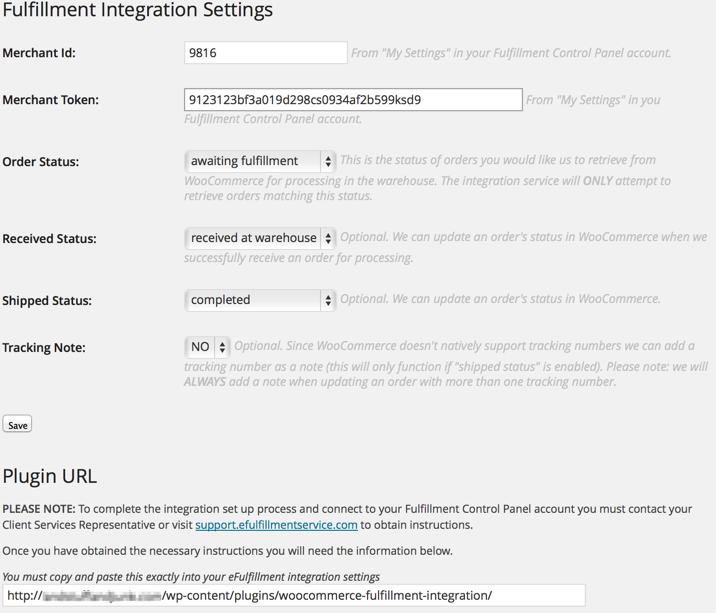 Fulfillment Integration Settings
Merchant Id: 9816 From "My Settings" in your Fulfillment Control Panel account.
Merchant Token: 9123123bf3a019d298cs0934af2b599ksd9 From "My Settings" in you
Fulfillment Control Panel account.
Order Status: awaiting fulfillment This is the status of orders you would like us to retrieve from
WooCommerce for processing in the warehouse. The integration service will ONLY attempt to
retrieve orders matching this status.
Received Status: received at warehouse Optional. We can update an order's status in WooCommerce when we
successfully receive an order for processing.
Shipped Status: completed Optional. We can update an order's status in WooCommerce.
Tracking Note: NO Optional. Since WooCommerce doesn't natively support tracking numbers we can add a
tracking number as a note (this will only function if "shipped status" is enabled). Please note: we will
ALWAYS add a note when updating an order with more than one tracking number.
Save
Plugin URL
PLEASE NOTE: To complete the integration set up process and connect to your Fulfillment Control Panel account you must contact your
Client Services Representative or visit support.efulfillmentservice.com to obtain instructions.
Once you have obtained the necessary instructions you will need the information below.
You must copy and paste this exactly into your eFulfillment integration settings
http:// /wp-content/plugins/woocommerce-fulfillment-integration/